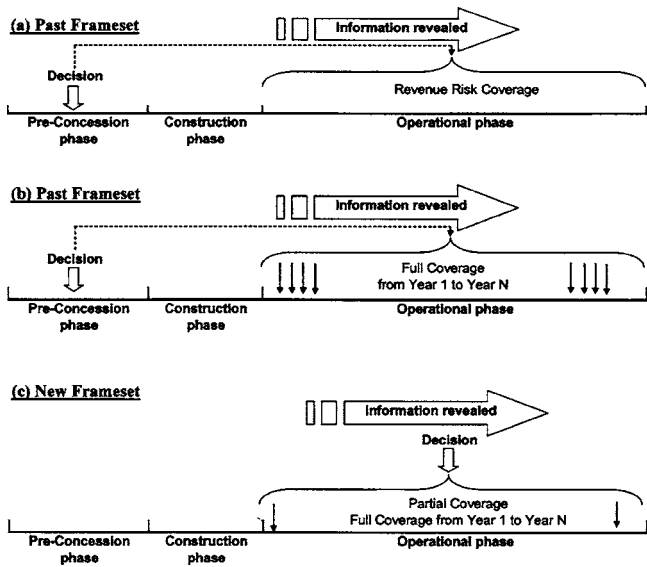 (a) Past Frameset
Information revealed
Decision
Revenue Risk Coverage
Pre-Concession phase
Construction phase
Operational phase
(b) Past Frameset
Information revealed
Decision
Full Coverage
from Year 1 to Year N
Pre-Concession phase
Construction phase
Operational phase
(c) New Frameset
Information revealed
Decision
Partial Coverage
Full Coverage from Year 1 to Year N
Pre-Concession phase
Construction phase
Operational phase